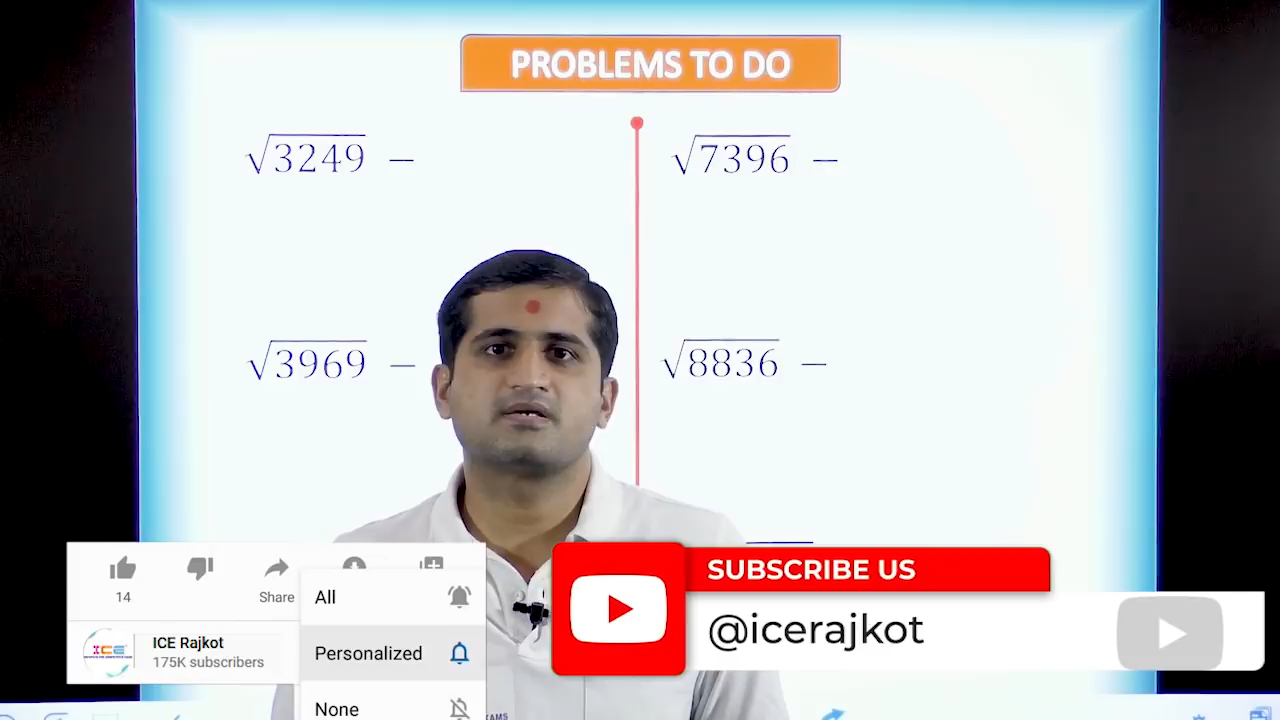 PROBLEMS TO DO
√3249 –
√7396 –
√3969 –
√8836 –
14
Share
ICE Rajkot
175K subscribers
All
Personalized
None
SUBSCRIBE US
@icerajkot
ICE